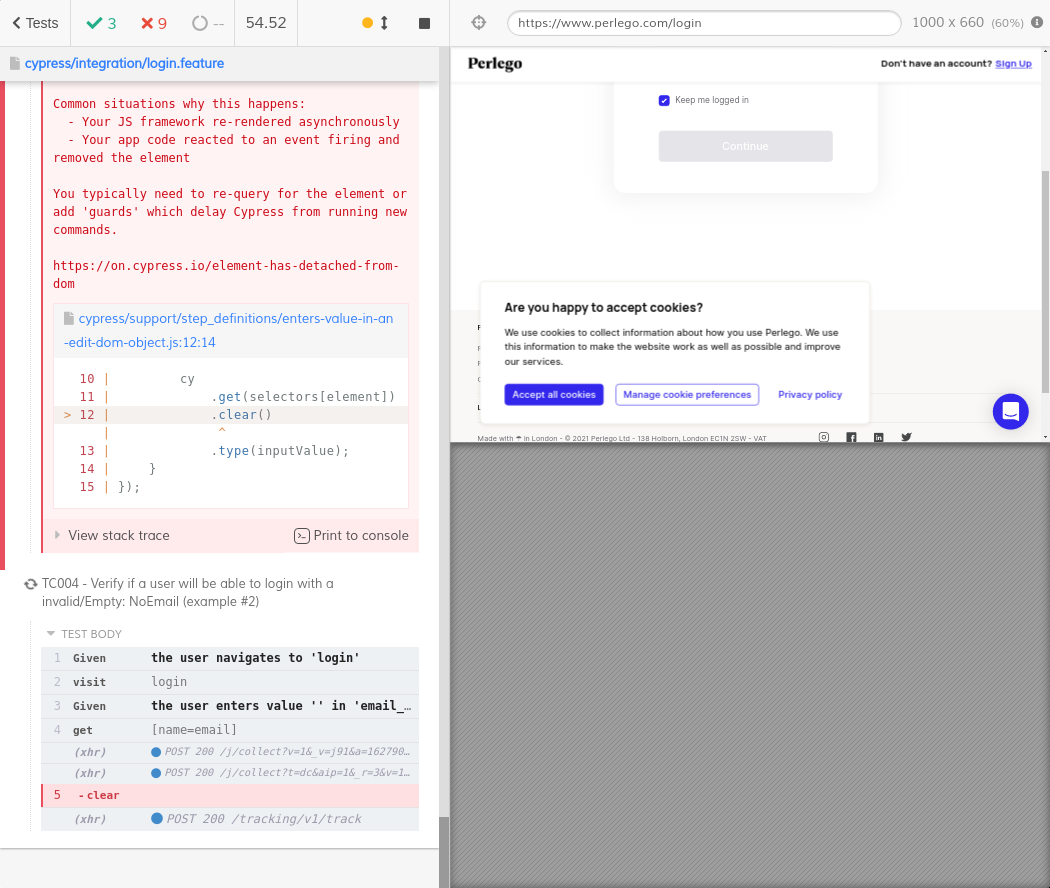 Tests 3 9 -- 54.52
https://www.perlego.com/login
1000 x 660 (60%)
cypress/integration/login.feature
Common situations why this happens:
- Your JS framework re-rendered asynchronously
- Your app code reacted to an event firing and
removed the element
You typically need to re-query for the element or
add 'guards' which delay Cypress from running new
commands.
https://on.cypress.io/element-has-detached-from-
dom
cypress/support/step_definitions/enters-value-in-an
-edit-dom-object.js:12:14
10 | cy
11 | .get(selectors[element])
> 12 | .clear()
| ^
13 | .type(inputValue);
14 | }
15 | });
View stack trace
Print to console
TC004 - Verify if a user will be able to login with a
invalid/Empty: NoEmail (example #2)
TEST BODY
1 Given the user navigates to 'login'
2 visit login
3 Given the user enters value '' in 'email_…
4 get [name=email]
(xhr) POST 200 /j/collect?v=1&_v=j91&a=162790…
(xhr) POST 200 /j/collect?t=dc&aip=1&_r=3&v=1…
5 -clear
(xhr) POST 200 /tracking/v1/track
Perlego
Don't have an account? Sign Up
Keep me logged in
Continue
Are you happy to accept cookies?
We use cookies to collect information about how you use Perlego. We use
this information to make the website work as well as possible and improve
our services.
Accept all cookies
Manage cookie preferences
Privacy policy
Made with ☂ in London - © 2021 Perlego Ltd - 138 Holborn, London EC1N 2SW - VAT